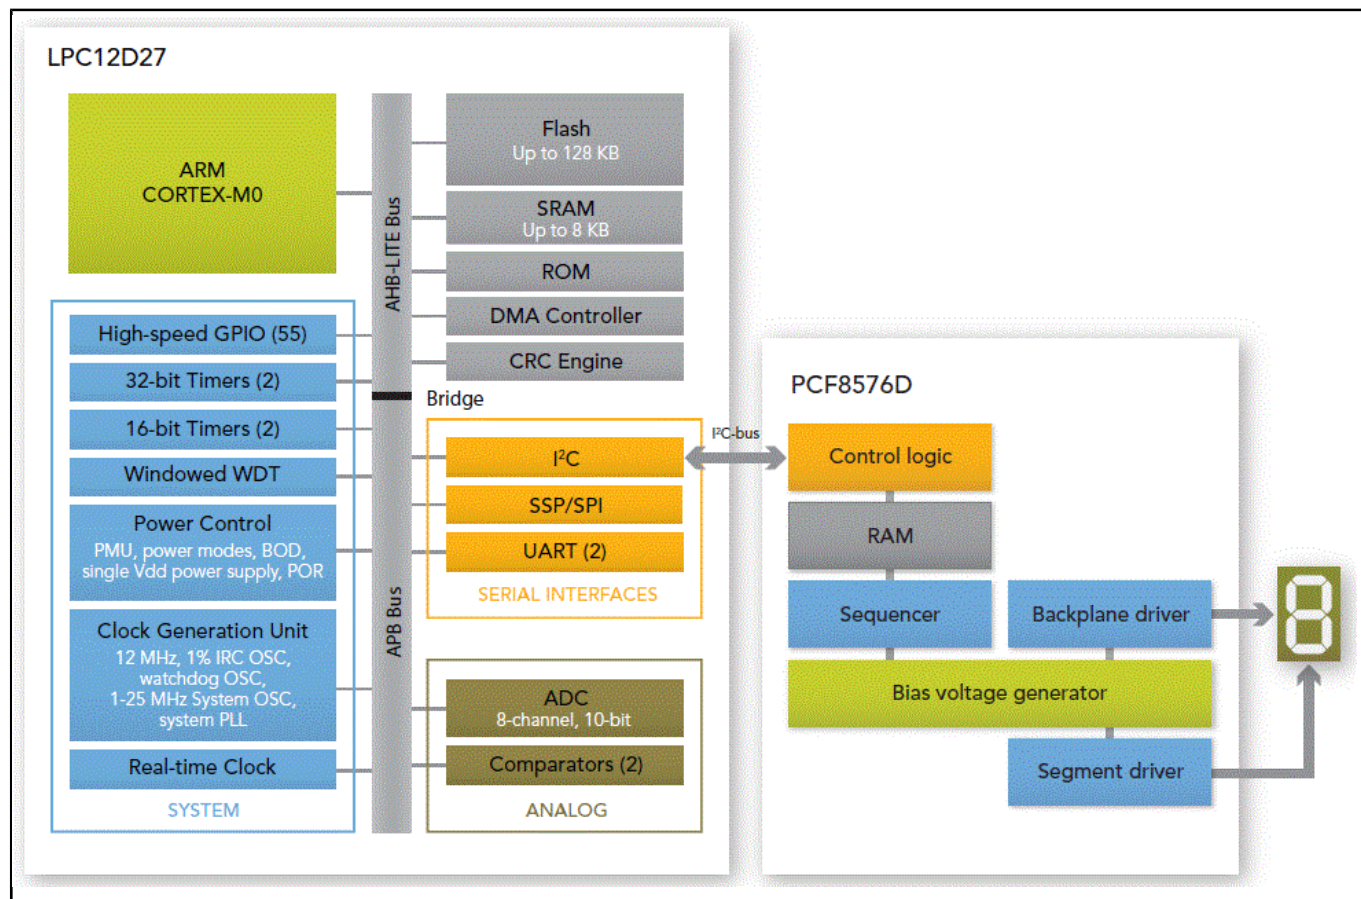 LPC12D27
ARM
CORTEX-M0
AHB-LITE Bus
Flash
Up to 128 KB
SRAM
Up to 8 KB
ROM
DMA Controller
CRC Engine
High-speed GPIO (55)
32-bit Timers (2)
16-bit Timers (2)
Windowed WDT
Power Control
PMU, power modes, BOD,
single Vdd power supply, POR
Clock Generation Unit
12 MHz, 1% IRC OSC,
watchdog OSC,
1-25 MHz System OSC,
system PLL
Real-time Clock
SYSTEM
Bridge
APB Bus
I²C
SSP/SPI
UART (2)
SERIAL INTERFACES
ADC
8-channel, 10-bit
Comparators (2)
ANALOG
I²C-bus
PCF8576D
Control logic
RAM
Sequencer
Backplane driver
Bias voltage generator
Segment driver
8